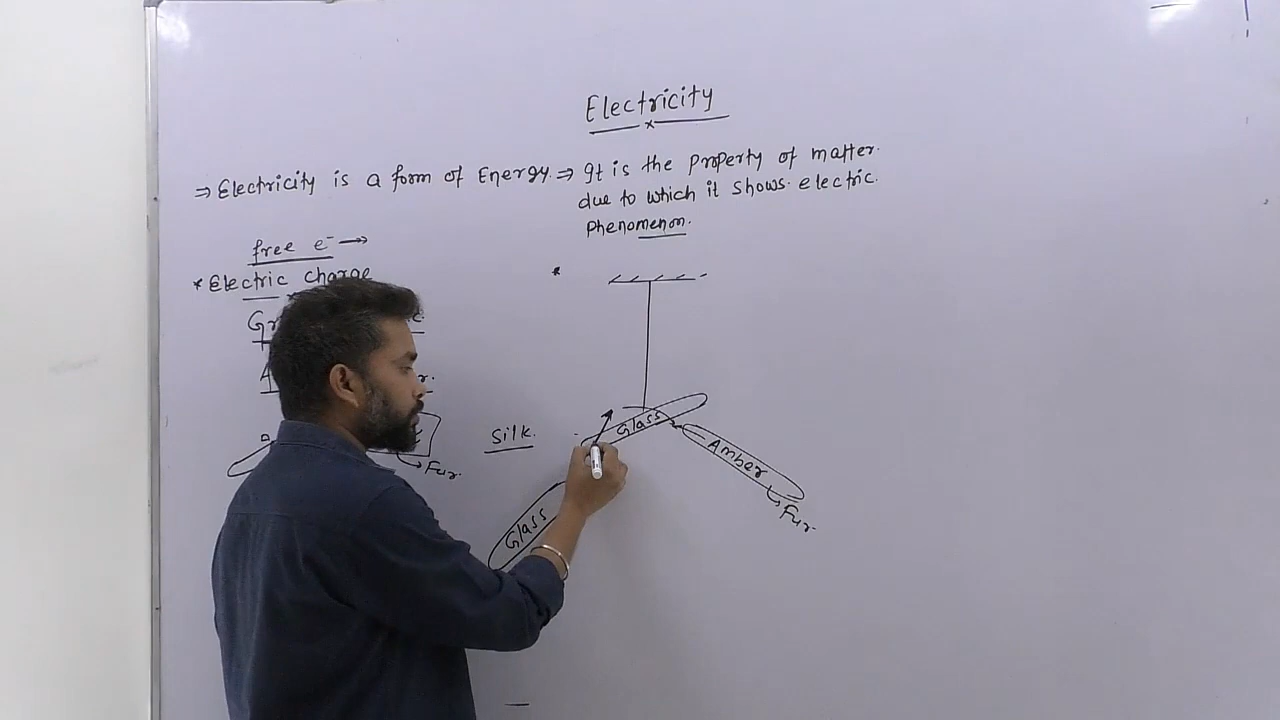 Electricity
⇒ Electricity is a form of Energy. ⇒ It is the Property of matter.
due to which it shows electric.
Phenomenon.
free e⁻ →
* Electric charge
*
Silk.
Glass
Amber
Fur
Fur.
Glass